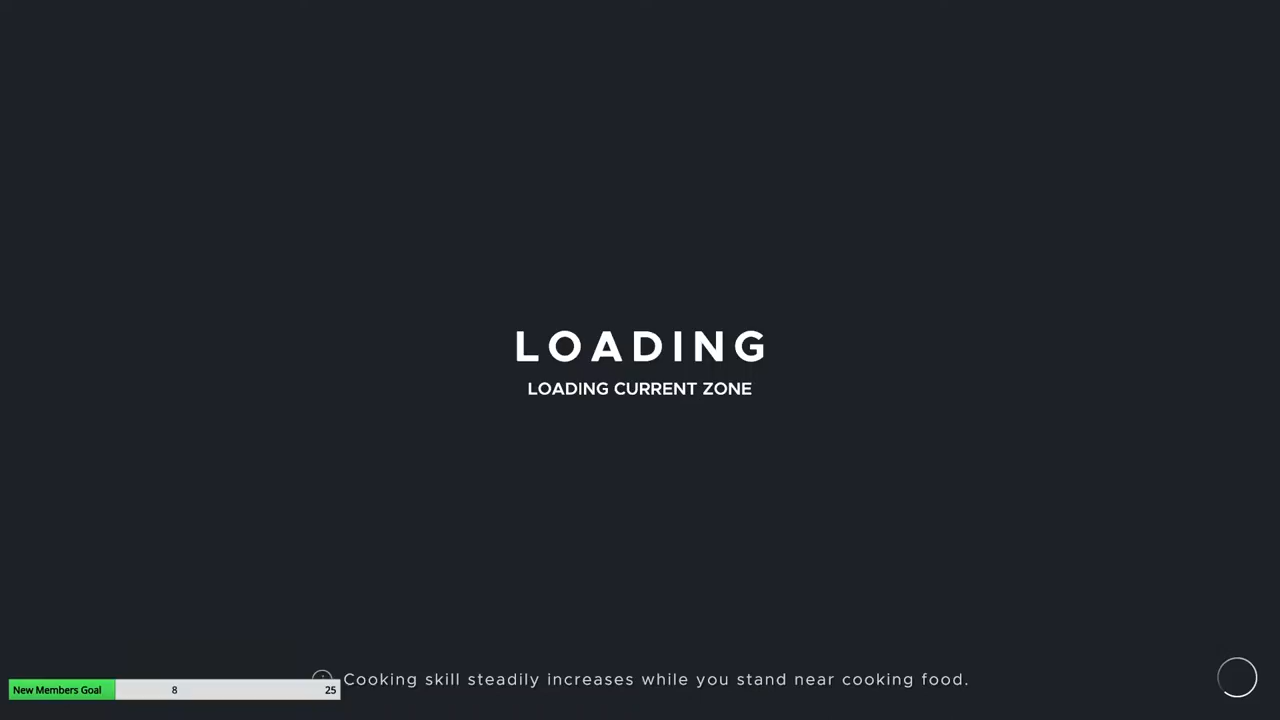 LOADING
LOADING CURRENT ZONE
Cooking skill steadily increases while you stand near cooking food.
New Members Goal 8 25